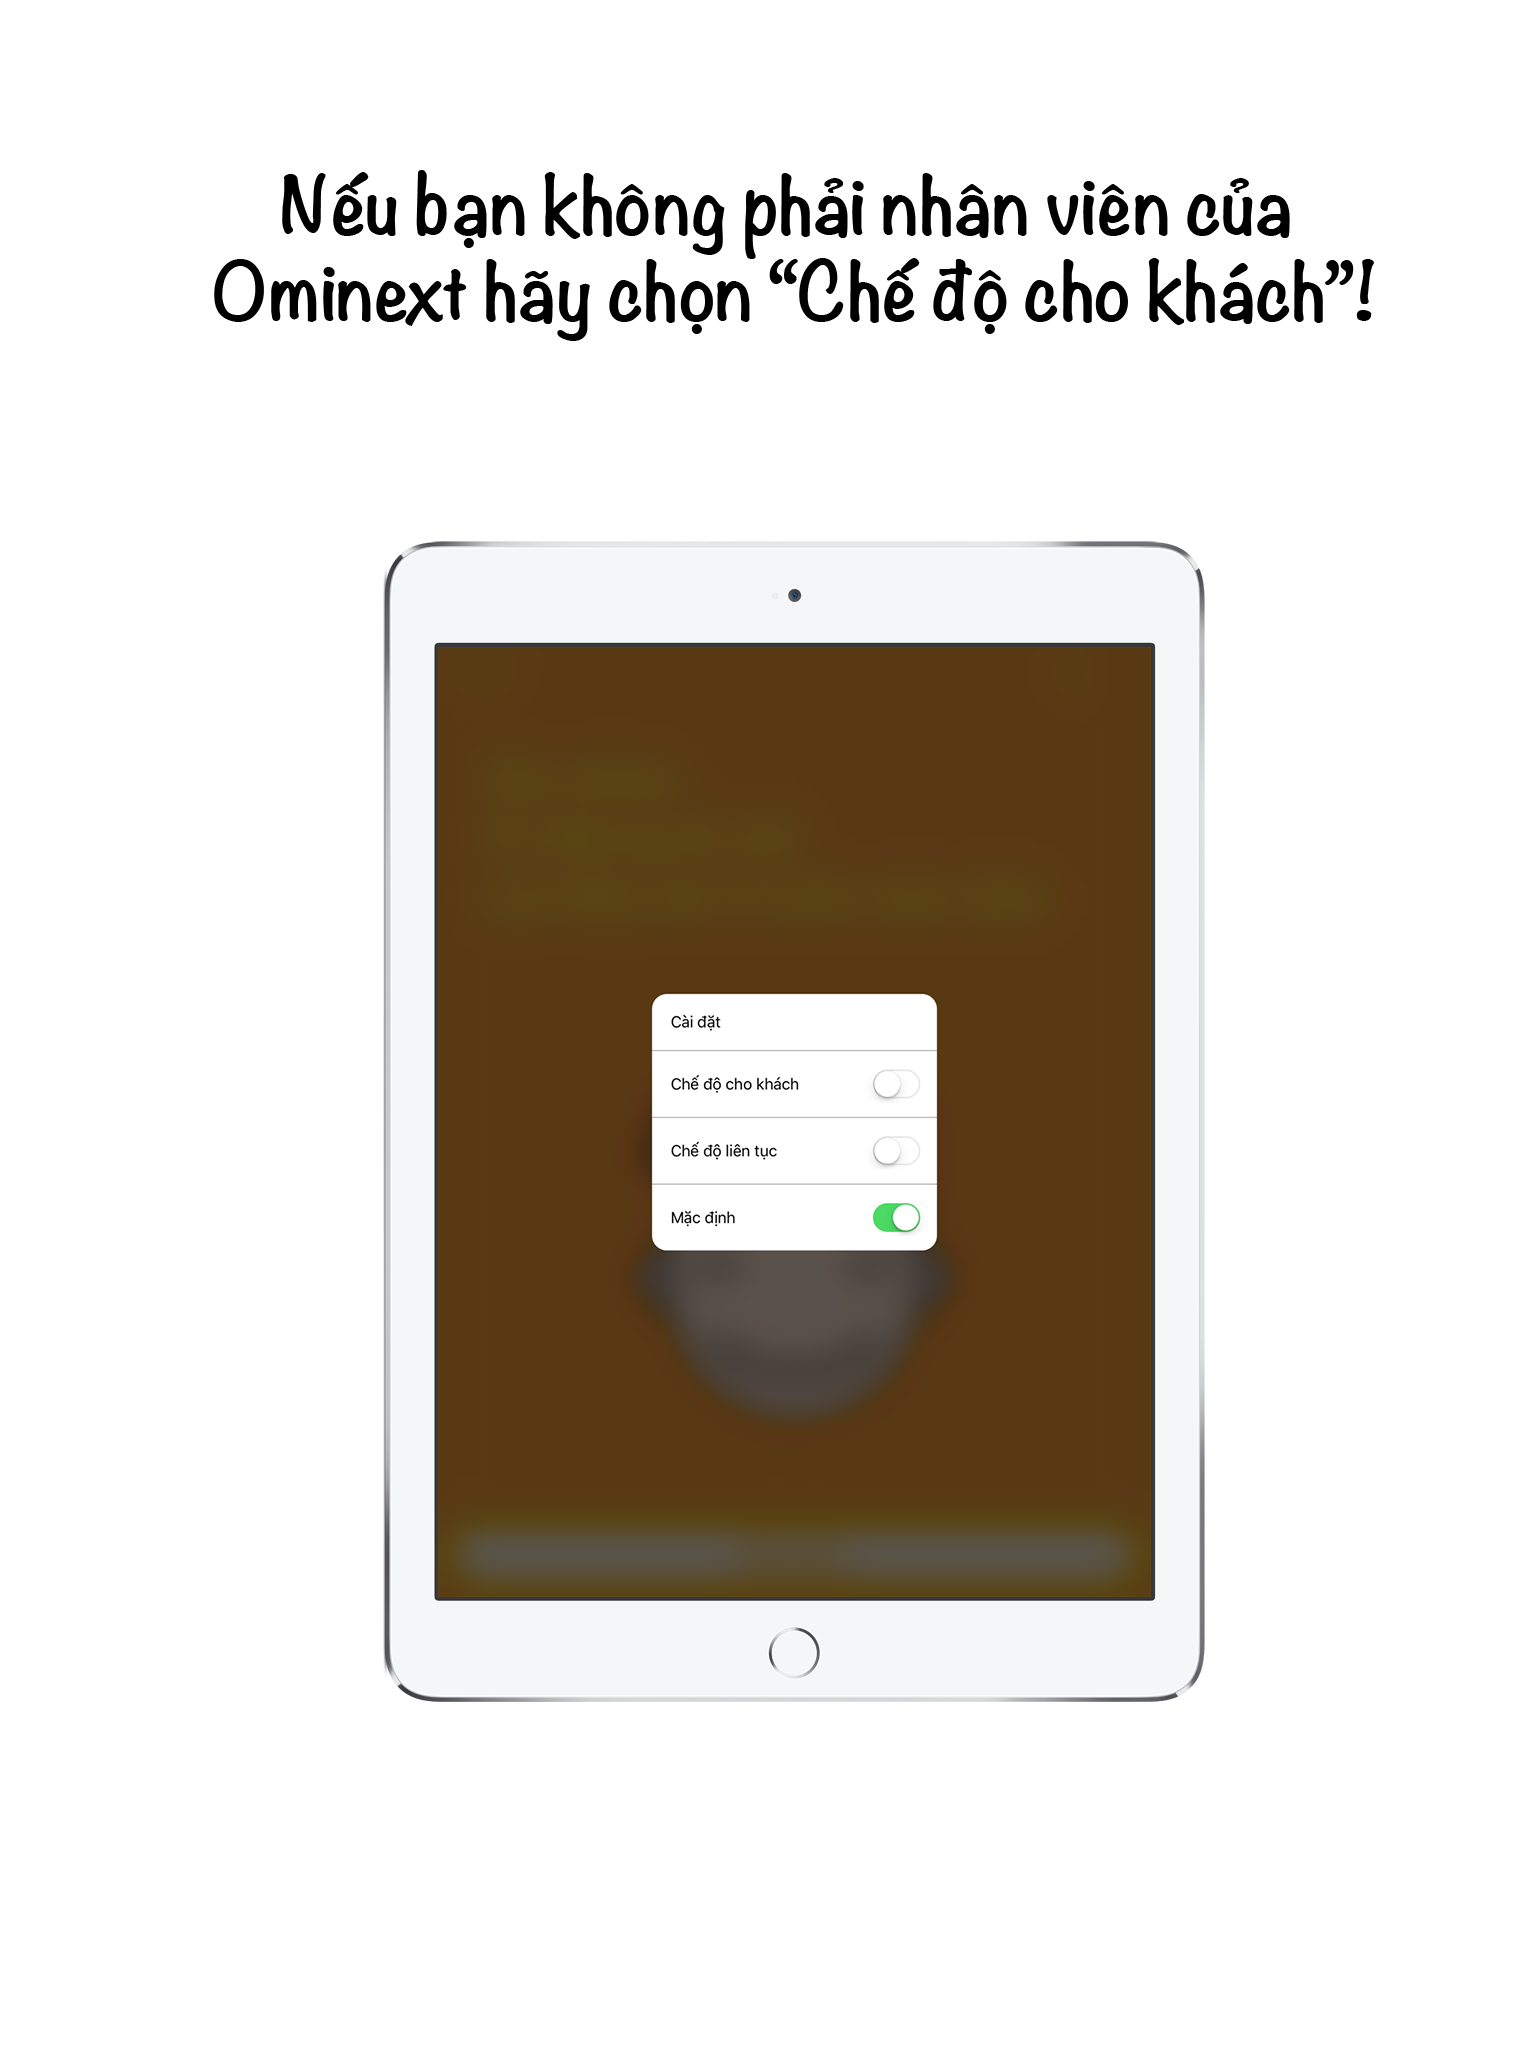 Nếu bạn không phải nhân viên của
Ominext hãy chọn “Chế độ cho khách”!
Cài đặt
Chế độ cho khách
Chế độ liên tục
Mặc định